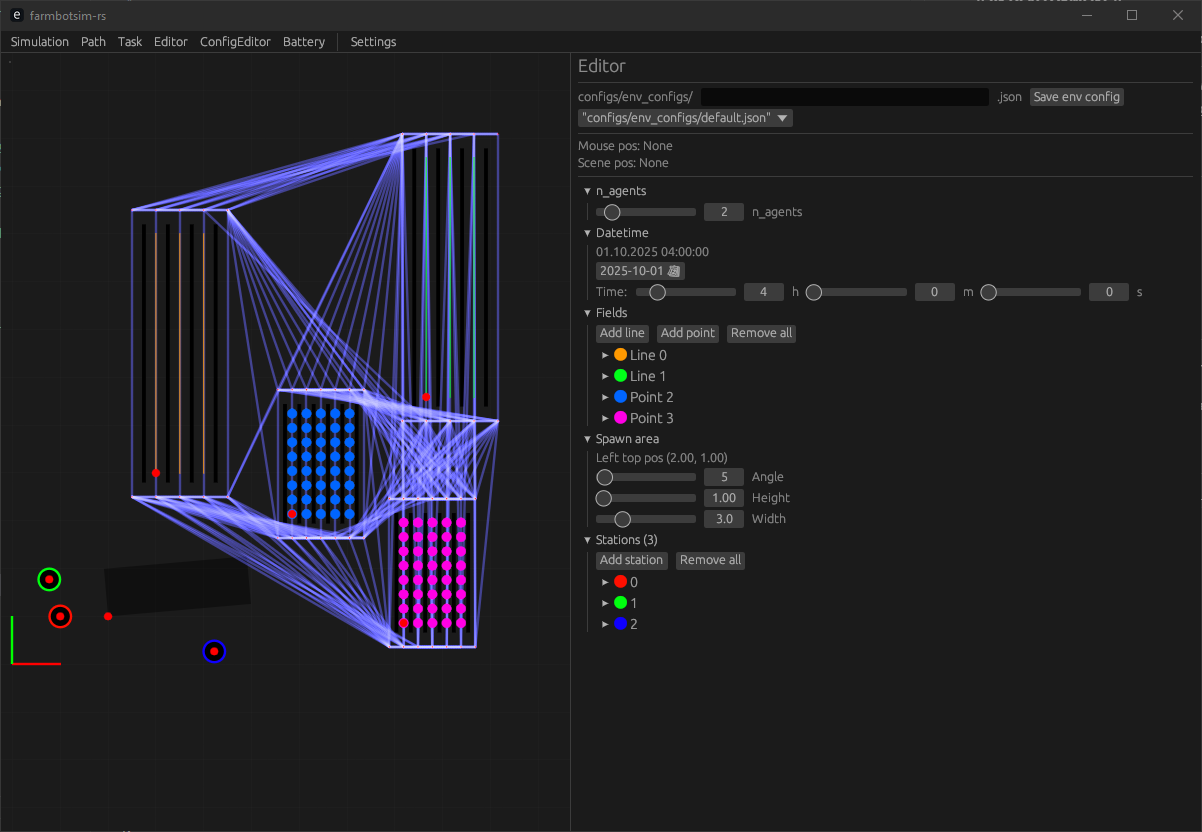 e farmbotsim-rs
Simulation Path Task Editor ConfigEditor Battery Settings
Editor
configs/env_configs/ .json Save env config
"configs/env_configs/default.json"
Mouse pos: None
Scene pos: None
n_agents
2 n_agents
Datetime
01.10.2025 04:00:00
2025-10-01
Time: 4 h 0 m 0 s
Fields
Add line Add point Remove all
Line 0
Line 1
Point 2
Point 3
Spawn area
Left top pos (2.00, 1.00)
5 Angle
1.00 Height
3.0 Width
Stations (3)
Add station Remove all
0
1
2